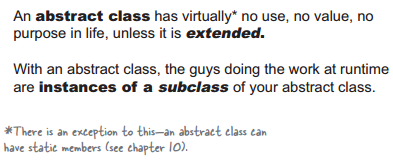 An abstract class has virtually* no use, no value, no
purpose in life, unless it is extended.
With an abstract class, the guys doing the work at runtime
are instances of a subclass of your abstract class.
*There is an exception to this—an abstract class can
have static members (see chapter 10).